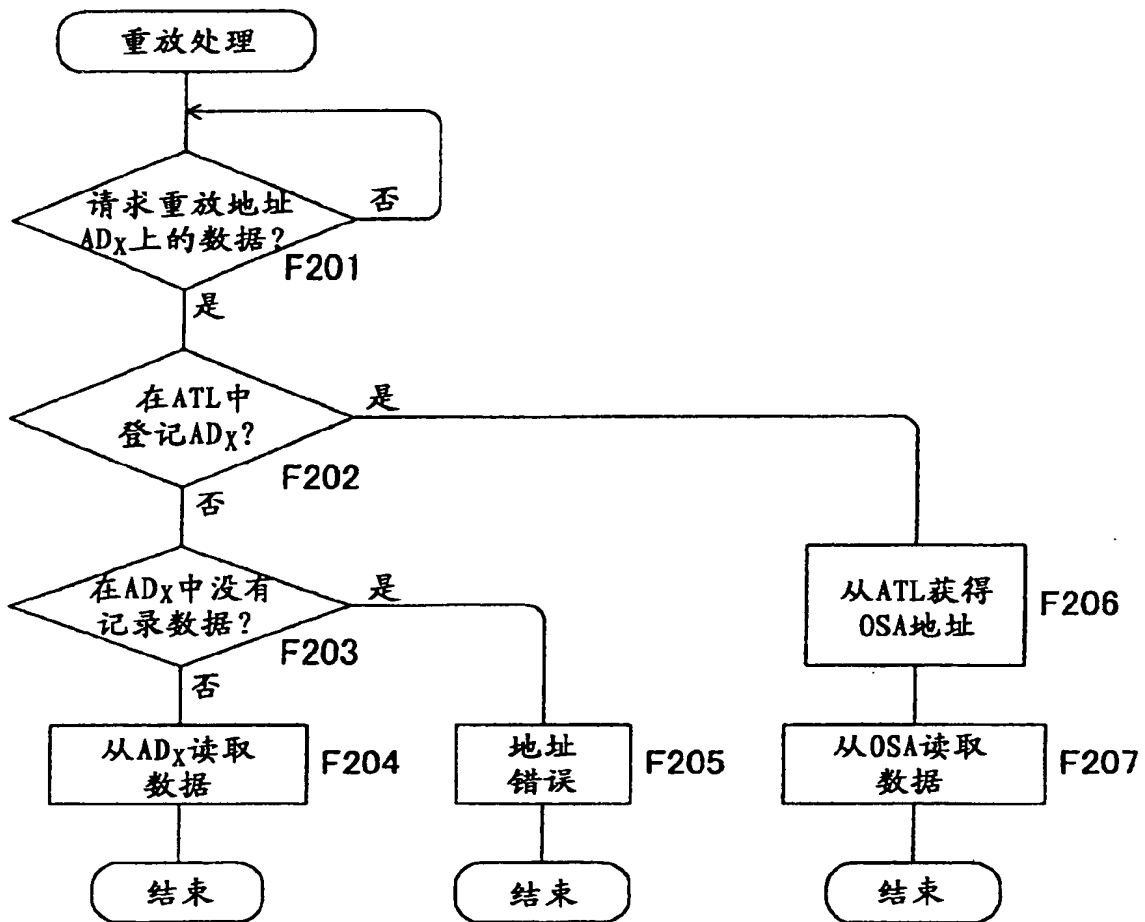 重放处理
请求重放地址
ADX上的数据?
否
F201
是
在ATL中
登记ADX?
是
F202
否
在ADX中没有
记录数据?
是
F203
否
从ADX读取
数据
F204
地址
错误
F205
从ATL获得
OSA地址
F206
从OSA读取
数据
F207
结束
结束
结束